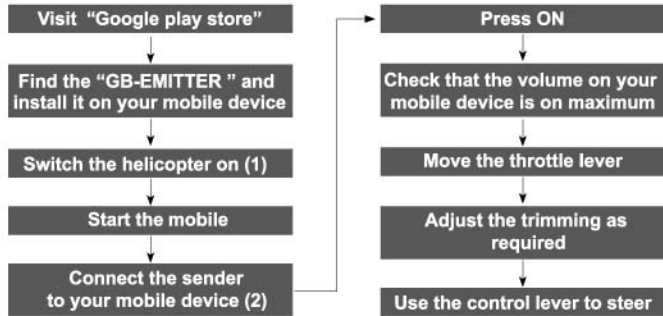 Visit “Google play store”
Find the “GB-EMITTER ” and
install it on your mobile device
Switch the helicopter on (1)
Start the mobile
Connect the sender
to your mobile device (2)
Press ON
Check that the volume on your
mobile device is on maximum
Move the throttle lever
Adjust the trimming as
required
Use the control lever to steer